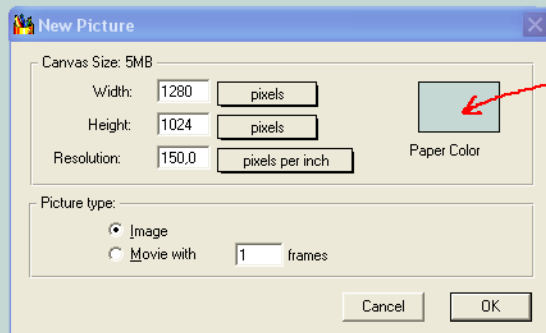 New Picture
Canvas Size: 5MB
Width: 1280 pixels
Height: 1024 pixels
Resolution: 150,0 pixels per inch
Paper Color
Picture type:
Image
Movie with 1 frames
Cancel OK